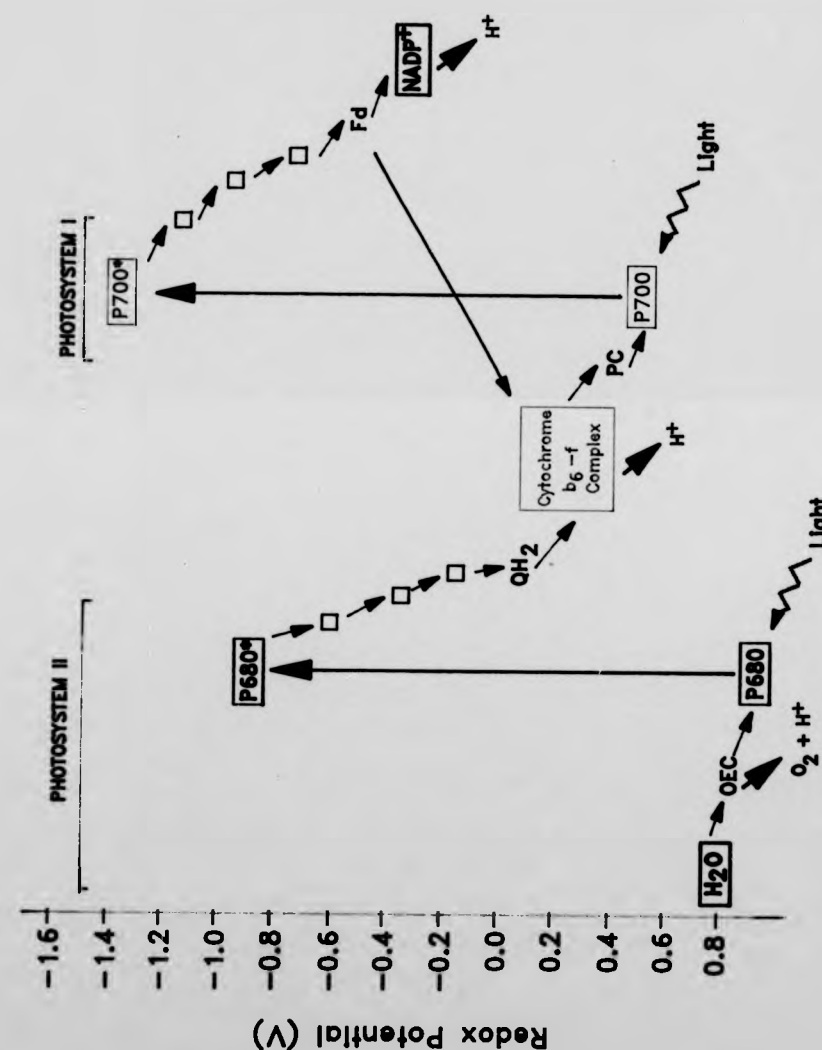 PHOTOSYSTEM II
PHOTOSYSTEM I
−1.6
−1.4
−1.2
−1.0
−0.8
−0.6
−0.4
−0.2
0.0
0.2
0.4
0.6
0.8
Redox Potential (V)
H2O
OEC
O2 + H+
P680
Light
P680*
QH2
Cytochrome
b6-f
Complex
H+
PC
P700
Light
P700*
Fd
NADP+
H+